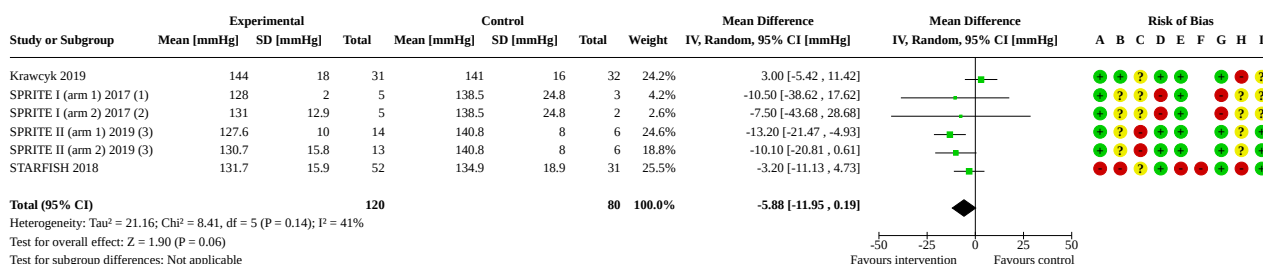 Experimental Control Mean Difference Mean Difference Risk of Bias
Study or Subgroup Mean [mmHg] SD [mmHg] Total Mean [mmHg] SD [mmHg] Total Weight IV, Random, 95% CI [mmHg] IV, Random, 95% CI [mmHg] A B C D E F G H I
Krawcyk 2019 144 18 31 141 16 32 24.2% 3.00 [-5.42 , 11.42] + + ? + + + - ?
SPRITE I (arm 1) 2017 (1) 128 2 5 138.5 24.8 3 4.2% -10.50 [-38.62 , 17.62] + ? ? - + - ? ?
SPRITE I (arm 2) 2017 (2) 131 12.9 5 138.5 24.8 2 2.6% -7.50 [-43.68 , 28.68] + ? ? - + - ? ?
SPRITE II (arm 1) 2019 (3) 127.6 10 14 140.8 8 6 24.6% -13.20 [-21.47 , -4.93] + ? - + + + ? +
SPRITE II (arm 2) 2019 (3) 130.7 15.8 13 140.8 8 6 18.8% -10.10 [-20.81 , 0.61] + ? - + + + ? +
STARFISH 2018 131.7 15.9 52 134.9 18.9 31 25.5% -3.20 [-11.13 , 4.73] - - ? + - - + - +
Total (95% CI) 120 80 100.0% -5.88 [-11.95 , 0.19]
Heterogeneity: Tau² = 21.16; Chi² = 8.41, df = 5 (P = 0.14); I² = 41%
Test for overall effect: Z = 1.90 (P = 0.06)
-50 -25 0 25 50
Test for subgroup differences: Not applicable Favours intervention Favours control